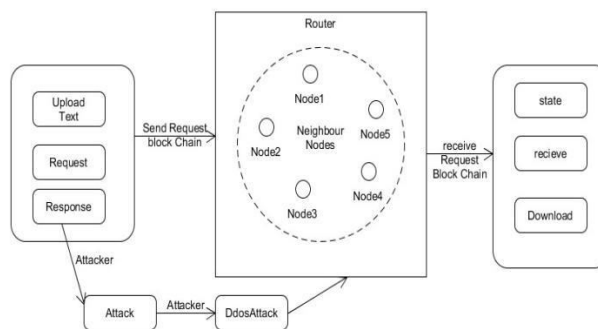 Router
Upload
Text
Request
Response
Send Request
block Chain
Node1
Node2
Neighbour
Nodes
Node5
Node4
Node3
receive
Request
Block Chain
state
recieve
Download
Attacker
Attack
Attacker
DdosAttack